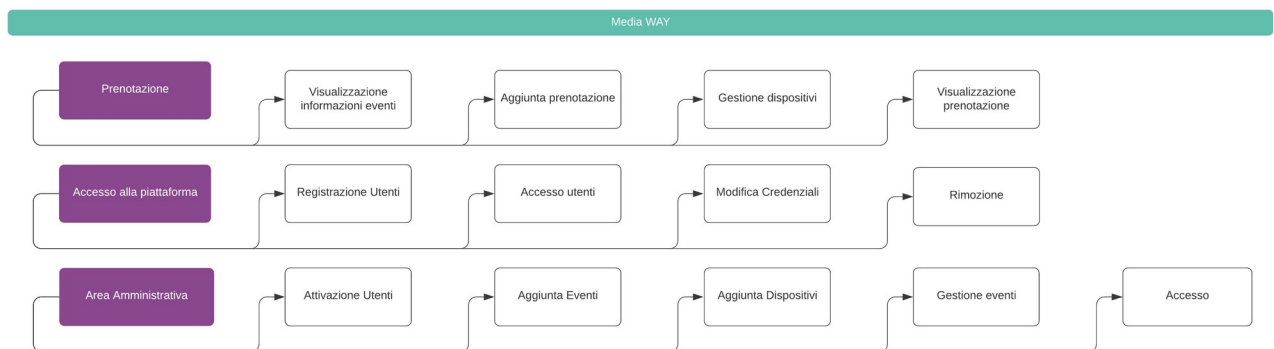 Media WAY
Prenotazione
Visualizzazione
informazioni eventi
Aggiunta prenotazione
Gestione dispositivi
Visualizzazione
prenotazione
Accesso alla piattaforma
Registrazione Utenti
Accesso utenti
Modifica Credenziali
Rimozione
Area Amministrativa
Attivazione Utenti
Aggiunta Eventi
Aggiunta Dispositivi
Gestione eventi
Accesso